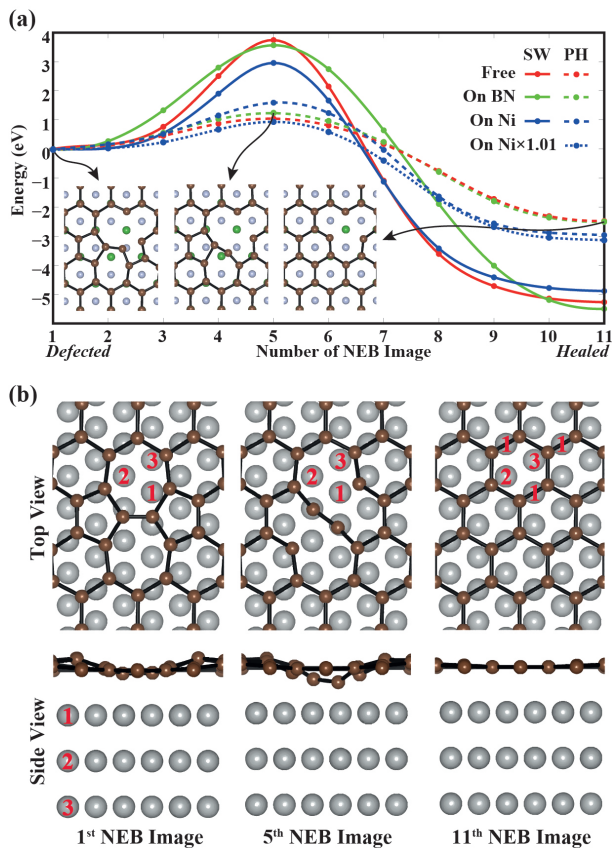 (a)
4
3
2
1
0
−1
−2
−3
−4
−5
Energy (eV)
SW PH
Free
On BN
On Ni
On Ni×1.01
1 2 3 4 5 6 7 8 9 10 11
Defected Number of NEB Image Healed
(b)
Top View
2 3 1
2 3 1
1 1 3 2 1
Side View
1
2
3
1st NEB Image 5th NEB Image 11th NEB Image